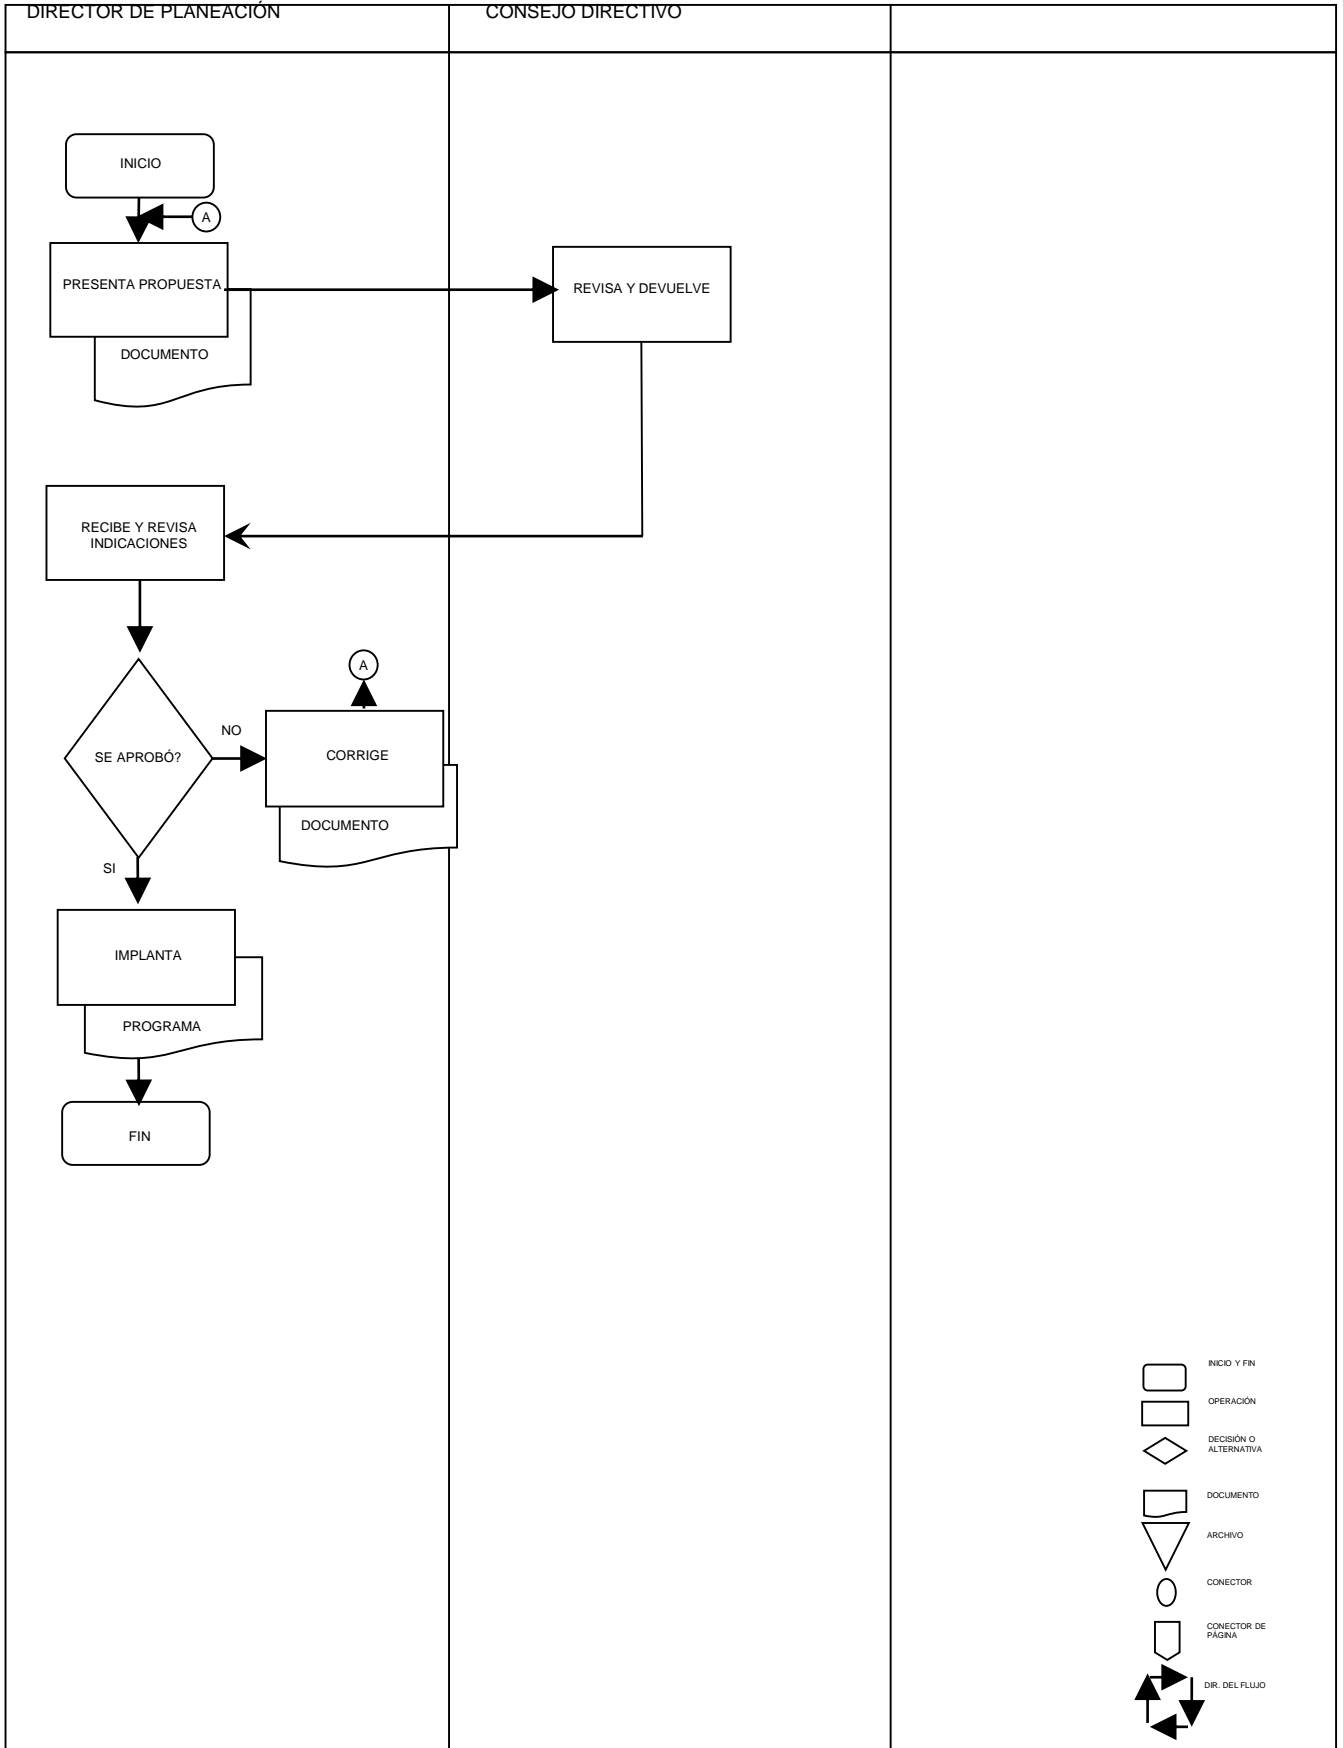 DIRECTOR DE PLANEACIÓN
CONSEJO DIRECTIVO
INICIO
A
PRESENTA PROPUESTA
DOCUMENTO
REVISA Y DEVUELVE
RECIBE Y REVISA
INDICACIONES
SE APROBÓ?
NO
A
CORRIGE
DOCUMENTO
SI
IMPLANTA
PROGRAMA
FIN
INICIO Y FIN
OPERACIÓN
DECISIÓN O
ALTERNATIVA
DOCUMENTO
ARCHIVO
CONECTOR
CONECTOR DE
PÁGINA
DIR. DEL FLUJO